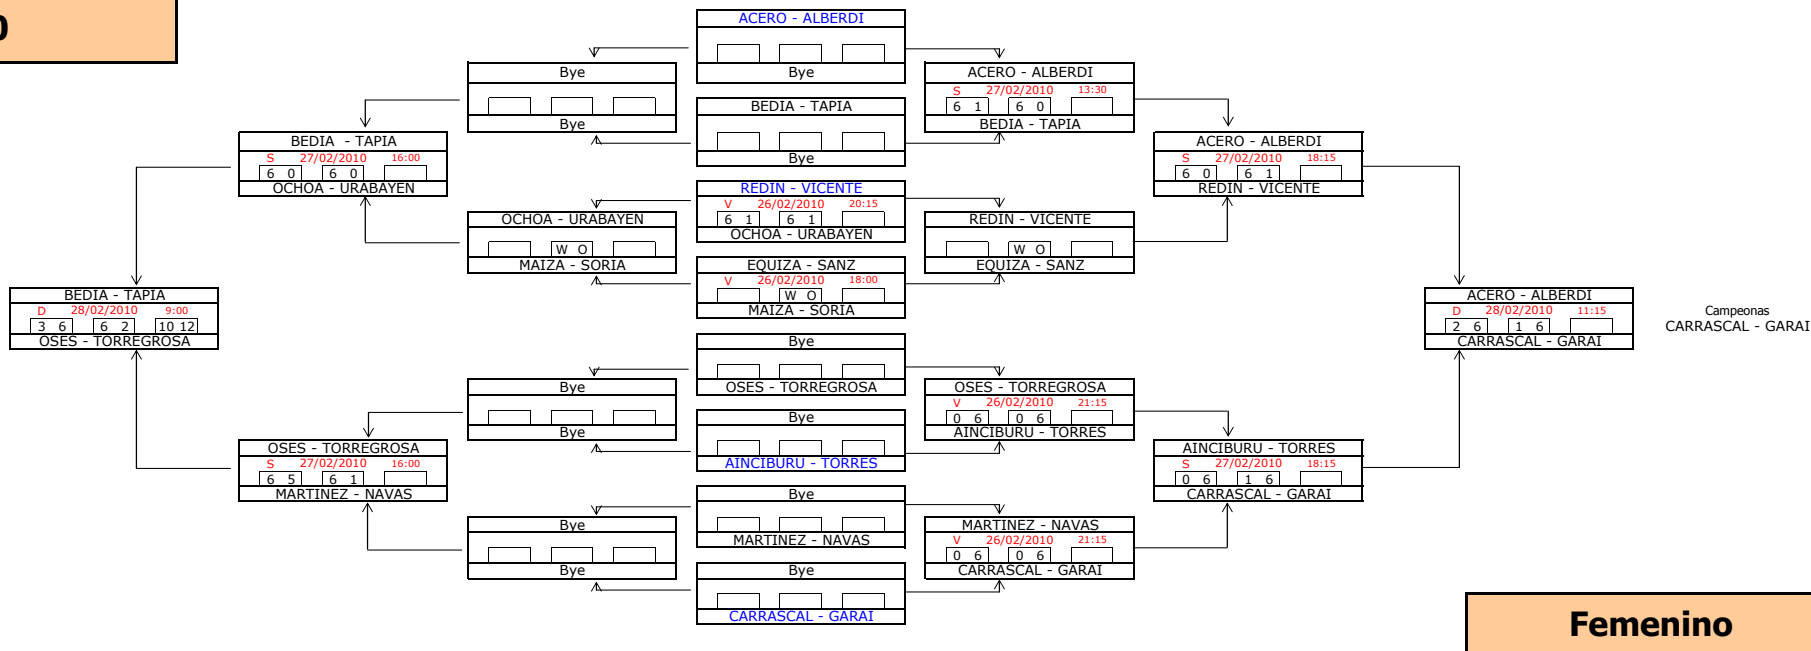 O
ACERO - ALBERDI
Bye
BEDIA - TAPIA
Bye
REDIN - VICENTE
V 26/02/2010 20:15
6 1 6 1
OCHOA - URABAYEN
EQUIZA - SANZ
V 26/02/2010 18:00
W O
MAIZA - SORIA
Bye
OSES - TORREGROSA
Bye
AINCIBURU - TORRES
Bye
MARTINEZ - NAVAS
Bye
CARRASCAL - GARAI
Bye
Bye
OCHOA - URABAYEN
W O
MAIZA - SORIA
Bye
Bye
Bye
Bye
BEDIA - TAPIA
S 27/02/2010 16:00
6 0 6 0
OCHOA - URABAYEN
OSES - TORREGROSA
S 27/02/2010 16:00
6 5 6 1
MARTINEZ - NAVAS
BEDIA - TAPIA
D 28/02/2010 9:00
3 6 6 2 10 12
OSES - TORREGROSA
ACERO - ALBERDI
S 27/02/2010 13:30
6 1 6 0
BEDIA - TAPIA
REDIN - VICENTE
W O
EQUIZA - SANZ
OSES - TORREGROSA
V 26/02/2010 21:15
0 6 0 6
AINCIBURU - TORRES
MARTINEZ - NAVAS
V 26/02/2010 21:15
0 6 0 6
CARRASCAL - GARAI
ACERO - ALBERDI
S 27/02/2010 18:15
6 0 6 1
REDIN - VICENTE
AINCIBURU - TORRES
S 27/02/2010 18:15
0 6 1 6
CARRASCAL - GARAI
ACERO - ALBERDI
D 28/02/2010 11:15
2 6 1 6
CARRASCAL - GARAI
Campeonas
CARRASCAL - GARAI
Femenino